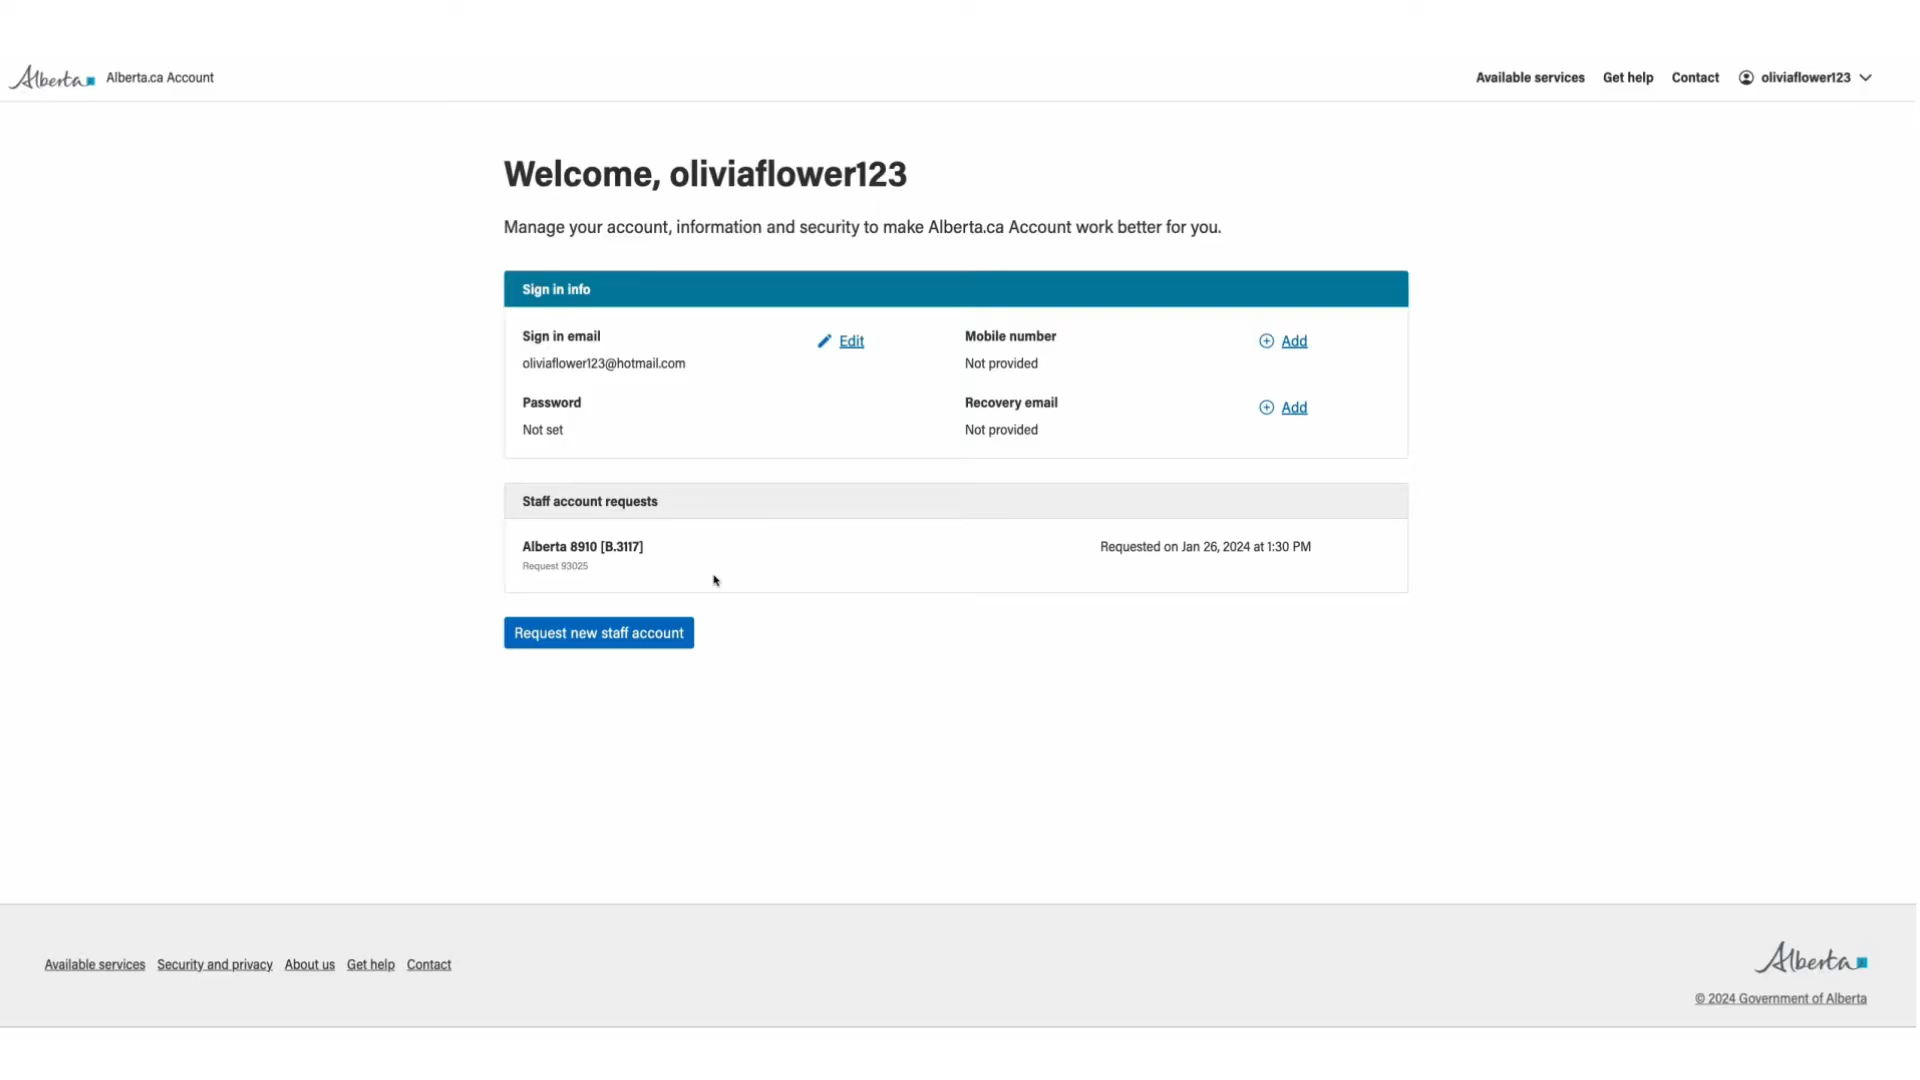 Alberta Alberta.ca Account
Available services Get help Contact oliviaflower123
Welcome, oliviaflower123
Manage your account, information and security to make Alberta.ca Account work better for you.
Sign in info
Sign in email Edit Mobile number Add
oliviaflower123@hotmail.com Not provided
Password Recovery email Add
Not set Not provided
Staff account requests
Alberta 8910 [B.3117] Requested on Jan 26, 2024 at 1:30 PM
Request 93025
Request new staff account
Available services Security and privacy About us Get help Contact
Alberta
© 2024 Government of Alberta